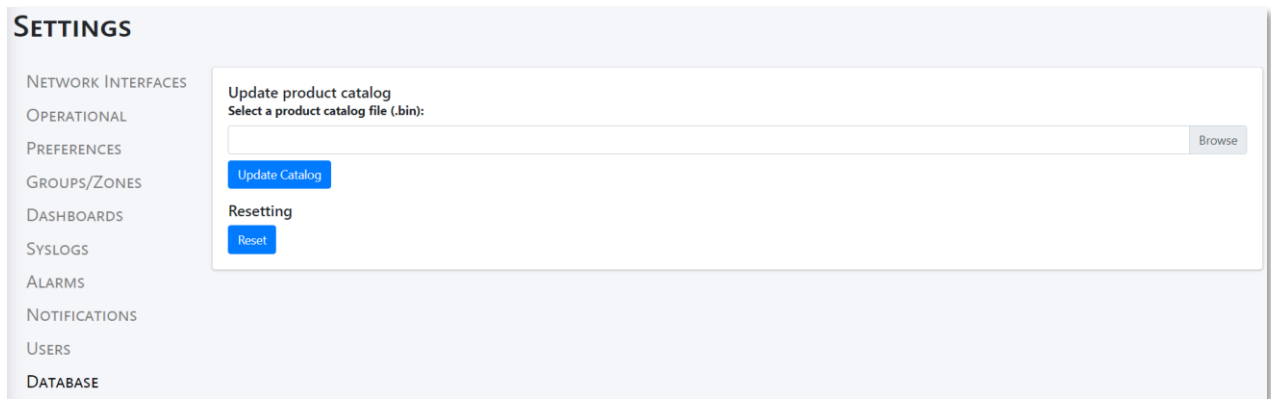 Settings
Network Interfaces
Operational
Preferences
Groups/Zones
Dashboards
Syslogs
Alarms
Notifications
Users
Database
Update product catalog
Select a product catalog file (.bin):
Browse
Update Catalog
Resetting
Reset